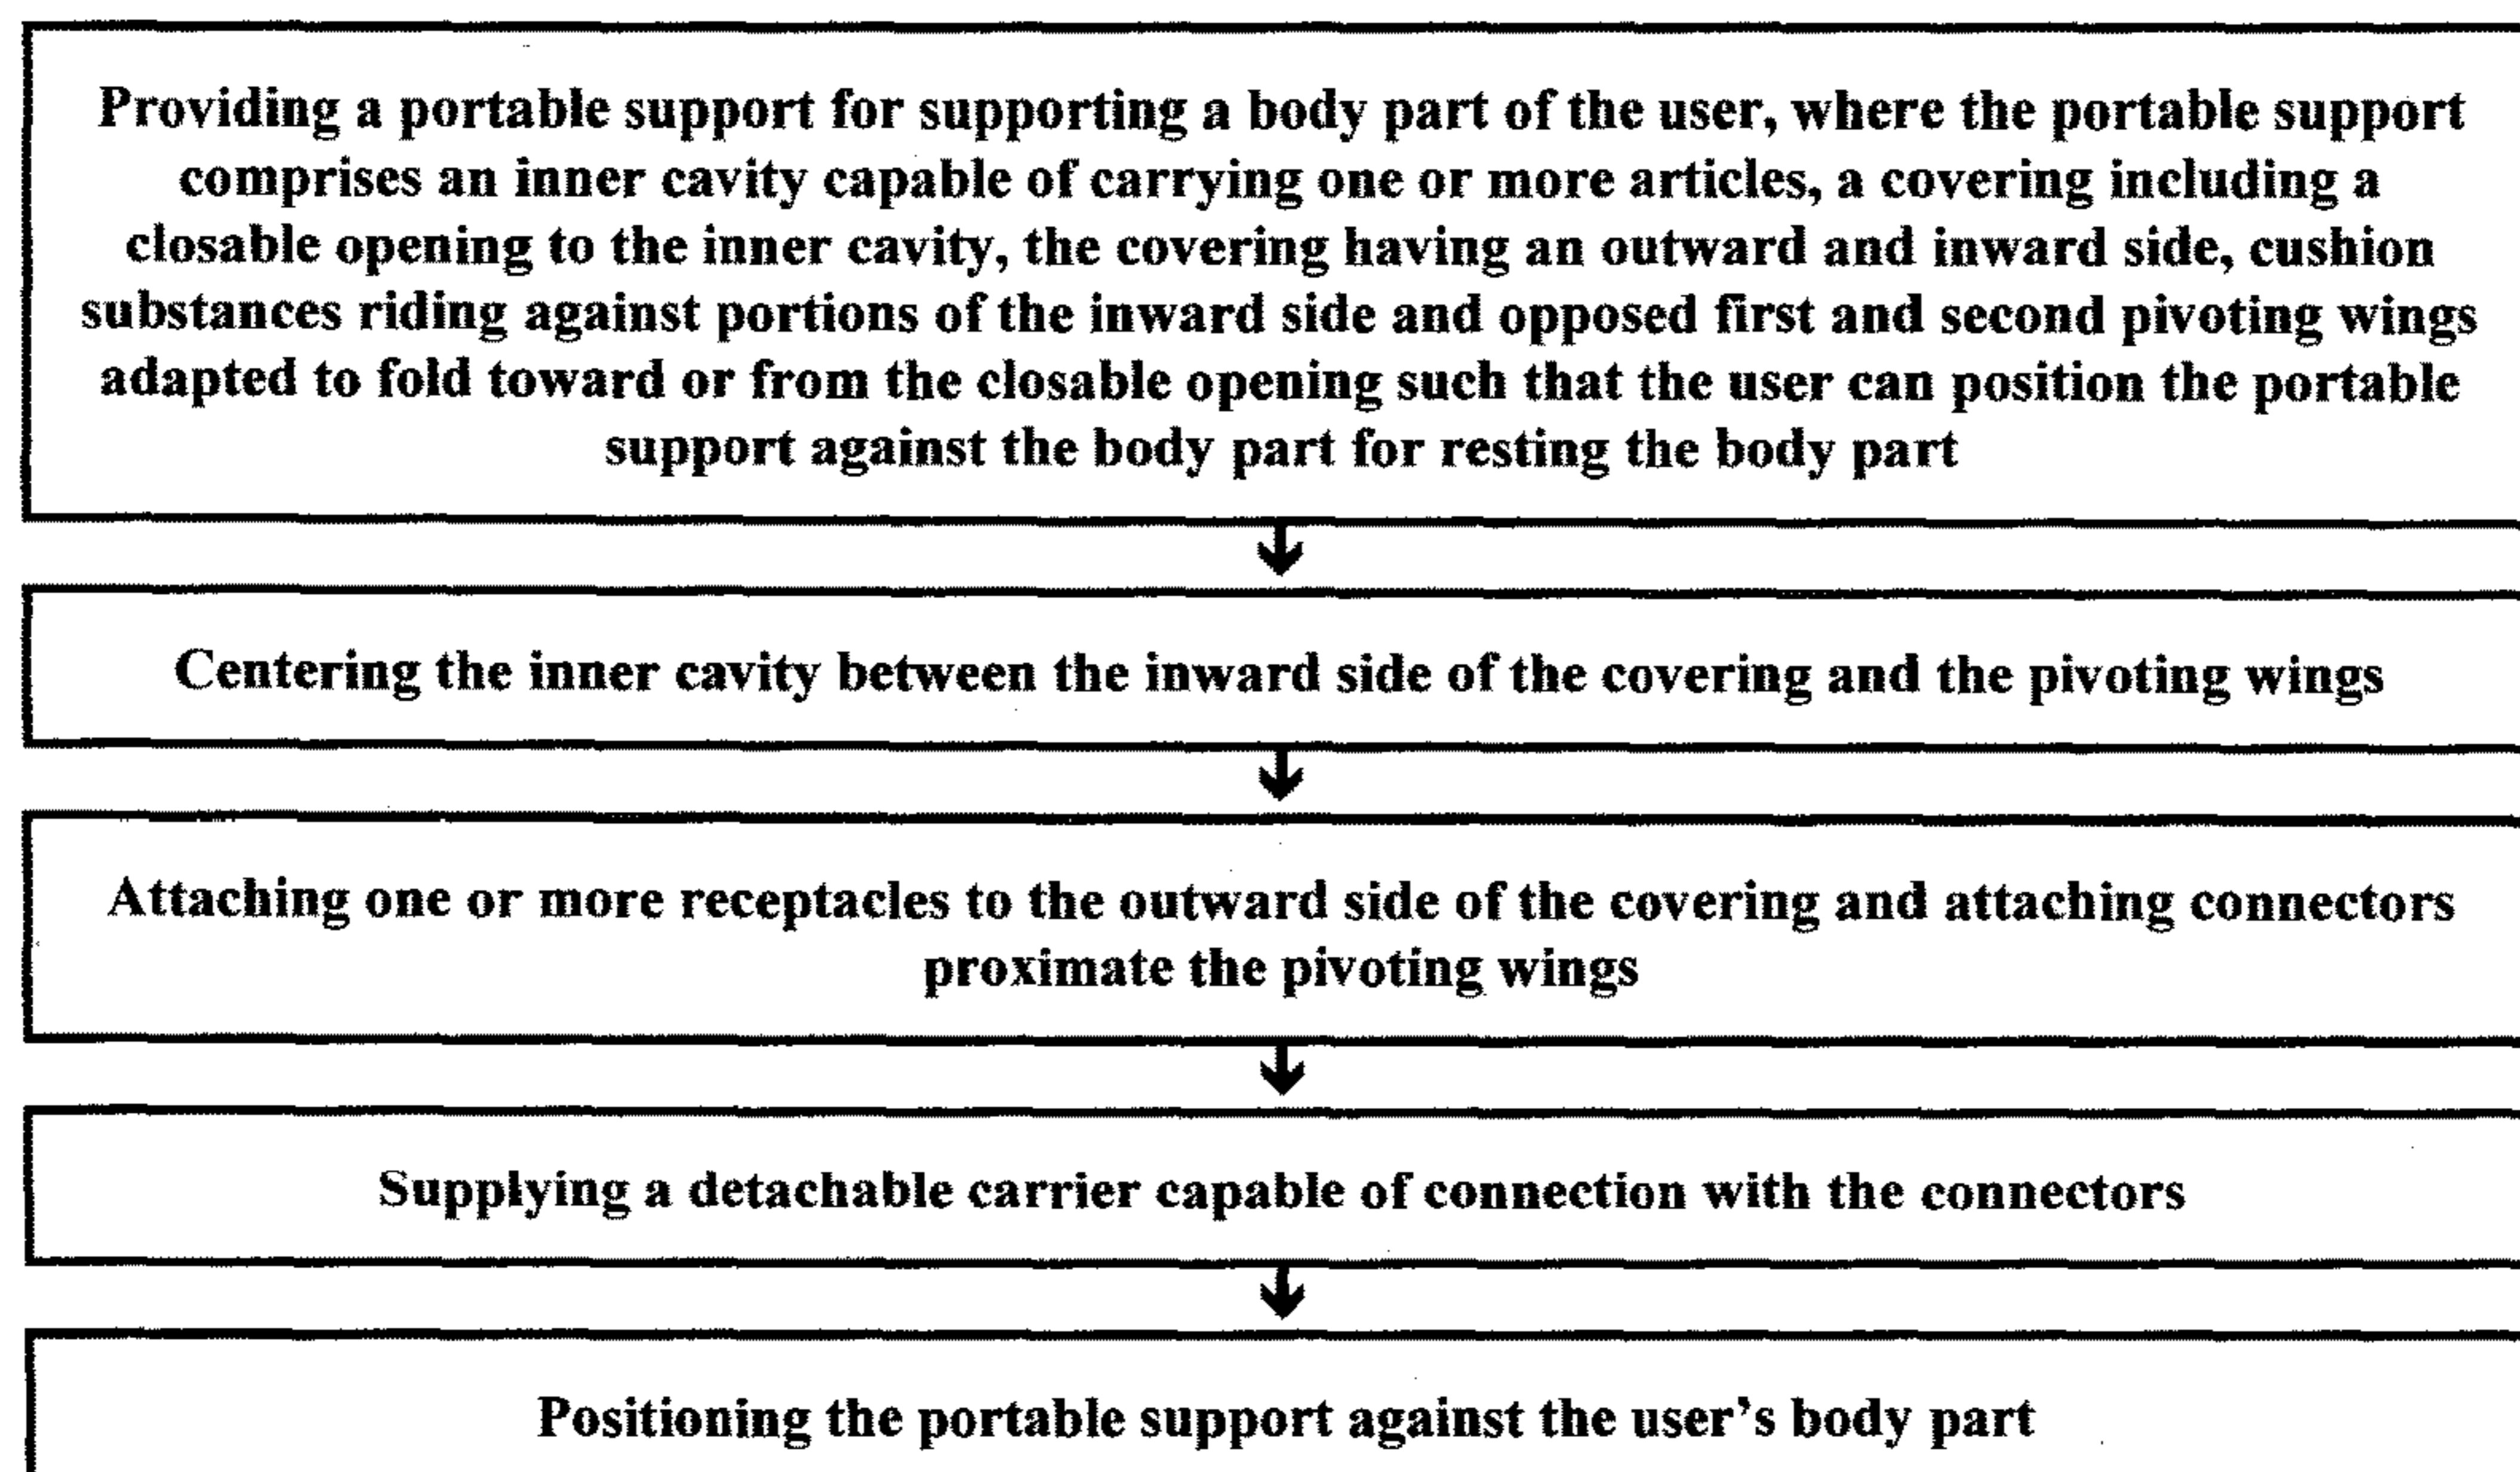 Providing a portable support for supporting a body part of the user, where the portable support
comprises an inner cavity capable of carrying one or more articles, a covering including a
closable opening to the inner cavity, the covering having an outward and inward side, cushion
substances riding against portions of the inward side and opposed first and second pivoting wings
adapted to fold toward or from the closable opening such that the user can position the portable
support against the body part for resting the body part
Centering the inner cavity between the inward side of the covering and the pivoting wings
Attaching one or more receptacles to the outward side of the covering and attaching connectors
proximate the pivoting wings
Supplying a detachable carrier capable of connection with the connectors
Positioning the portable support against the user's body part